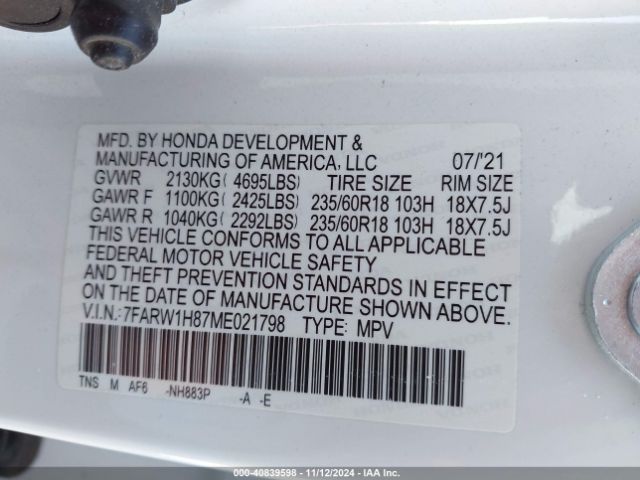 MFD. BY HONDA DEVELOPMENT &
MANUFACTURING OF AMERICA, LLC 07/'21
GVWR 2130KG( 4695LBS) TIRE SIZE RIM SIZE
GAWR F 1100KG( 2425LBS) 235/60R18 103H 18X7.5J
GAWR R 1040KG( 2292LBS) 235/60R18 103H 18X7.5J
THIS VEHICLE CONFORMS TO ALL APPLICABLE
FEDERAL MOTOR VEHICLE SAFETY
AND THEFT PREVENTION STANDARDS IN EFFECT
ON THE DATE OF MANUFACTURE SHOWN ABOVE.
V.I.N.:7FARW1H87ME021798 TYPE: MPV
TNS M AF6 -NH883P -A -E
000-40839598 - 11/12/2024 - IAA Inc.